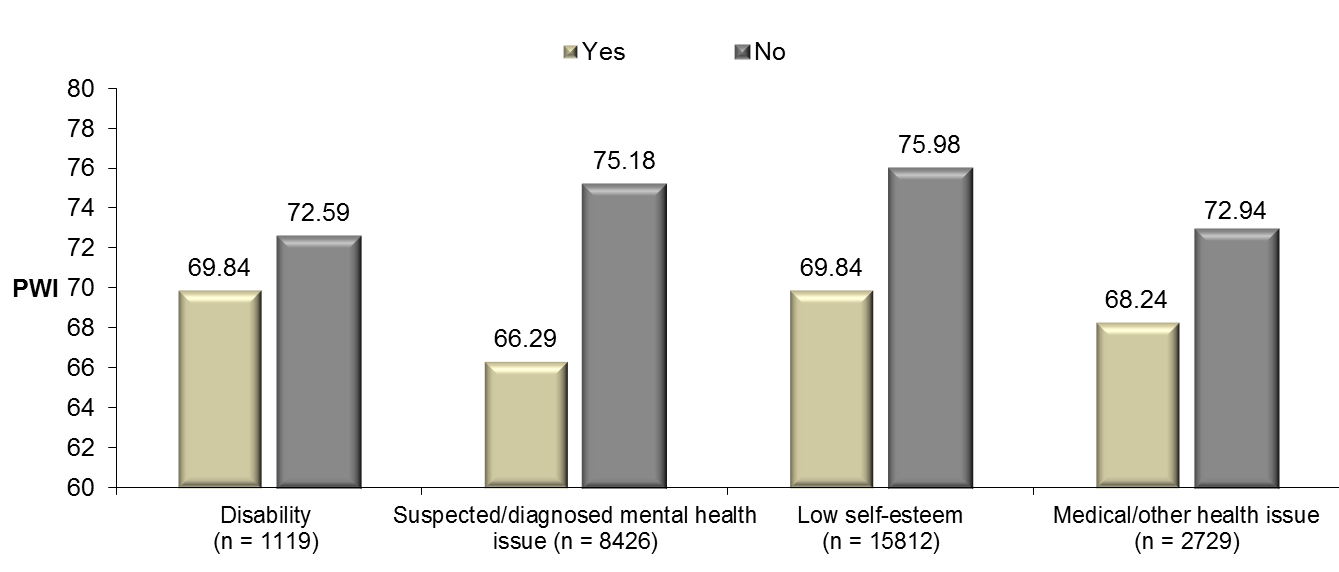 Yes No
80
78
76
74
72
PWI 70
68
66
64
62
60
69.84
72.59
66.29
75.18
69.84
75.98
68.24
72.94
Disability
(n = 1119)
Suspected/diagnosed mental health
issue (n = 8426)
Low self-esteem
(n = 15812)
Medical/other health issue
(n = 2729)